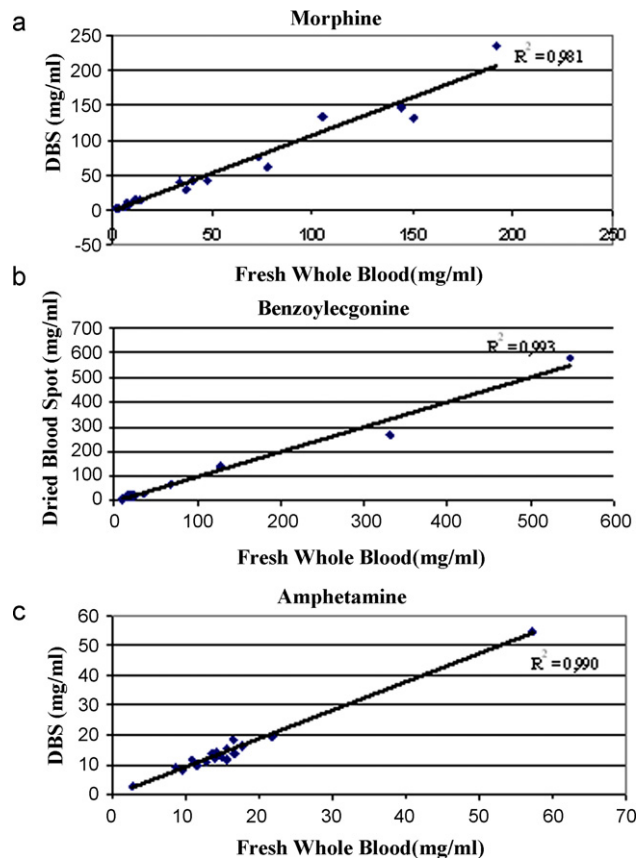 a
Morphine
250
200
150
100
50
0
-50
DBS (mg/ml)
R2 = 0,981
50 100 150 200 250
Fresh Whole Blood(mg/ml)
b
Benzoylecgonine
700
600
500
400
300
200
100
0
Dried Blood Spot (mg/ml)
R2 = 0,993
0 100 200 300 400 500 600
Fresh Whole Blood(mg/ml)
c
Amphetamine
60
50
40
30
20
10
0
DBS (mg/ml)
R2 = 0,990
0 10 20 30 40 50 60 70
Fresh Whole Blood(mg/ml)